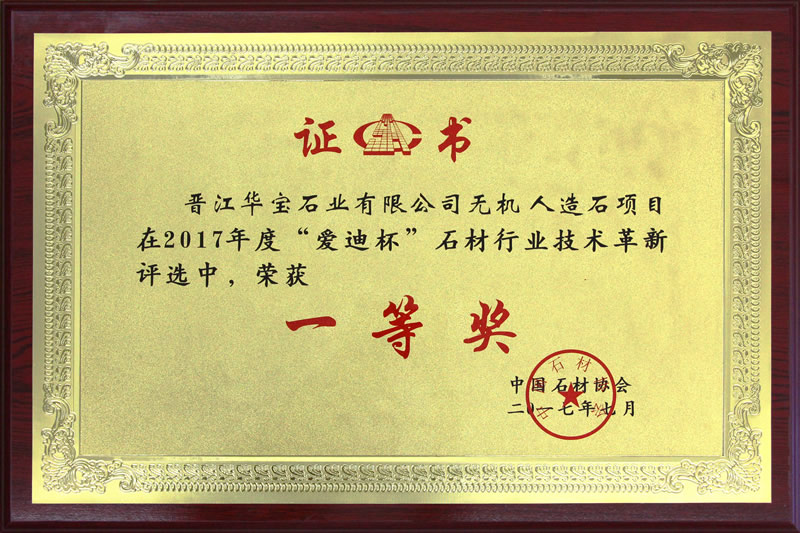 证书
晋江华宝石业有限公司无机人造石项目
在2017年度“爱迪杯”石材行业技术革新
评选中，荣获
一等奖
中国石材协会
二〇一七年七月
石材